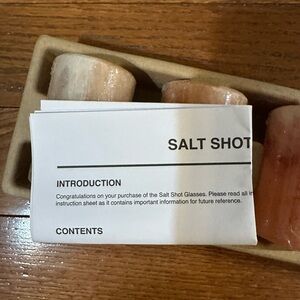 SALT SHOT
INTRODUCTION
Congratulations on your purchase of the Salt Shot Glasses. Please read all
instruction sheet as it contains important information for future reference.
CONTENTS